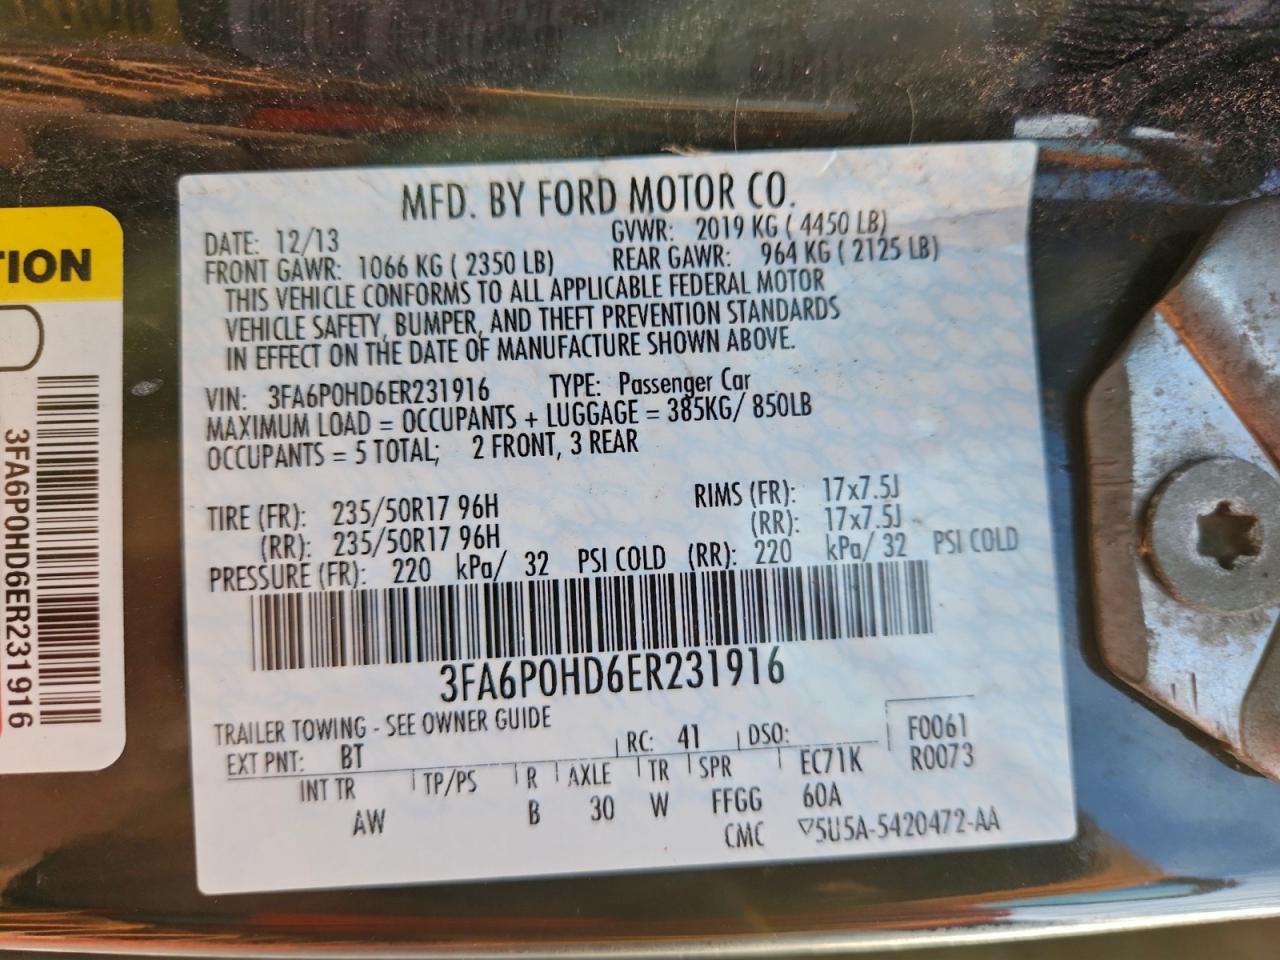 MFD. BY FORD MOTOR CO.
DATE: 12/13 GVWR: 2019 KG ( 4450 LB)
FRONT GAWR: 1066 KG ( 2350 LB) REAR GAWR: 964 KG ( 2125 LB)
THIS VEHICLE CONFORMS TO ALL APPLICABLE FEDERAL MOTOR
VEHICLE SAFETY, BUMPER, AND THEFT PREVENTION STANDARDS
IN EFFECT ON THE DATE OF MANUFACTURE SHOWN ABOVE.
VIN: 3FA6P0HD6ER231916 TYPE: Passenger Car
MAXIMUM LOAD = OCCUPANTS + LUGGAGE = 385KG/ 850LB
OCCUPANTS = 5 TOTAL; 2 FRONT, 3 REAR
TIRE (FR): 235/50R17 96H RIMS (FR): 17x7.5J
(RR): 235/50R17 96H (RR): 17x7.5J
PRESSURE (FR): 220 kPa/ 32 PSI COLD (RR): 220 kPa/ 32 PSI COLD
3FA6P0HD6ER231916
TRAILER TOWING - SEE OWNER GUIDE
EXT PNT: BT RC: 41 DSO: F0061
INT TR TP/PS R AXLE TR SPR EC71K R0073
AW B 30 W FFGG 60A
CMC ▽5U5A-5420472-AA
TION
3FA6P0HD6ER231916